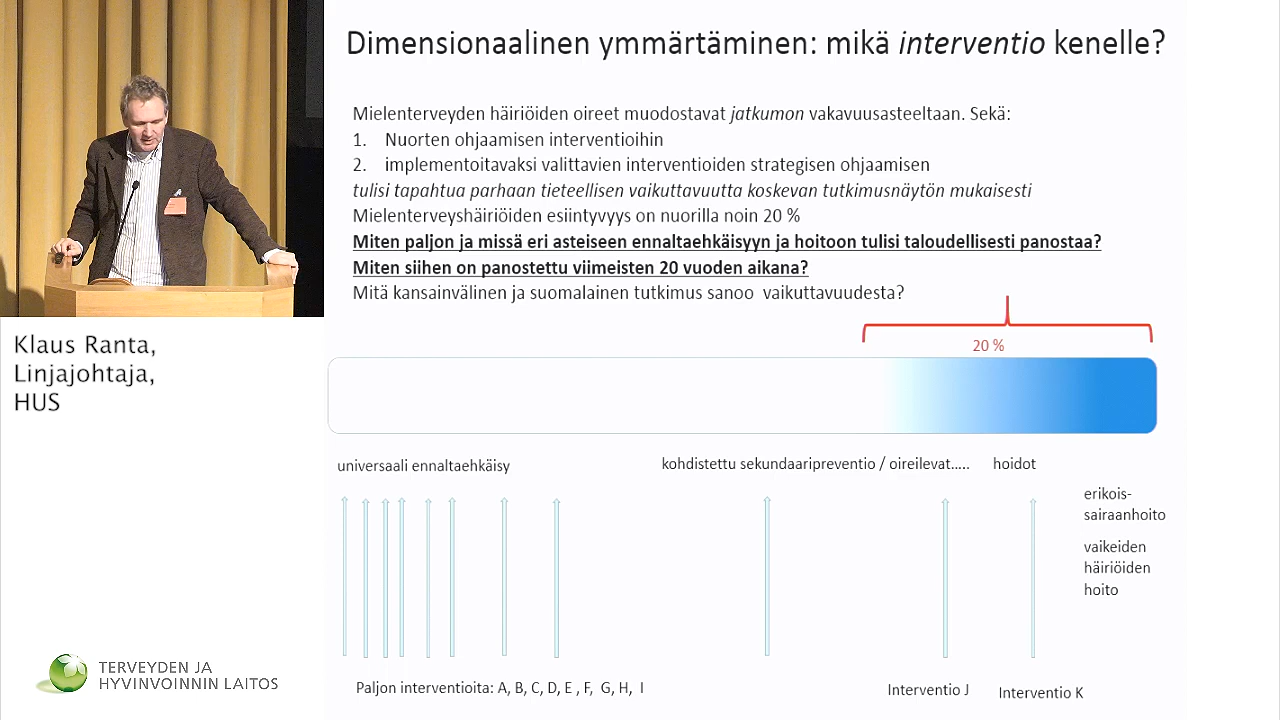 Dimensionaalinen ymmärtäminen: mikä interventio kenelle?
Mielenterveyden häiriöiden oireet muodostavat jatkumon vakavuusasteeltaan. Sekä:
1. Nuorten ohjaamisen interventioihin
2. implementoitavaksi valittavien interventioiden strategisen ohjaamisen
tulisi tapahtua parhaan tieteellisen vaikuttavuutta koskevan tutkimusnäytön mukaisesti
Mielenterveyshäiriöiden esiintyvyys on nuorilla noin 20 %
Miten paljon ja missä eri asteiseen ennaltaehkäisyyn ja hoitoon tulisi taloudellisesti panostaa?
Miten siihen on panostettu viimeisten 20 vuoden aikana?
Mitä kansainvälinen ja suomalainen tutkimus sanoo vaikuttavuudesta?
20 %
Klaus Ranta,
Linjajohtaja,
HUS
universaali ennaltaehkäisy
kohdistettu sekundaaripreventio / oireilevat.....
hoidot
erikois-
sairaanhoito
vaikeiden
häiriöiden
hoito
Paljon interventioita: A, B, C, D, E , F, G, H, I
Interventio J
Interventio K
TERVEYDEN JA
HYVINVOINNIN LAITOS